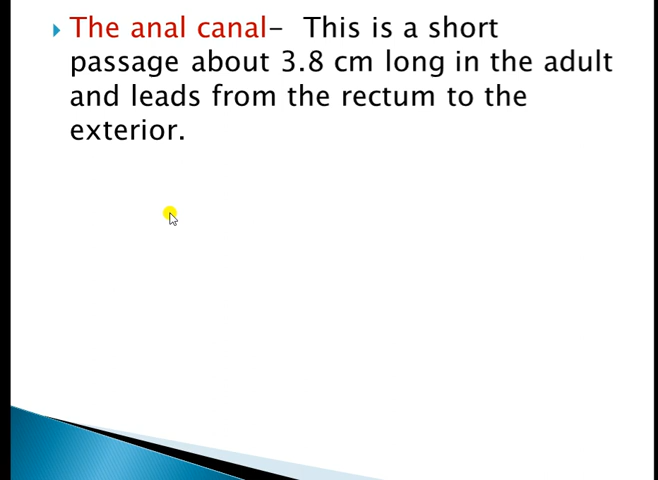 The anal canal– This is a short
passage about 3.8 cm long in the adult
and leads from the rectum to the
exterior.